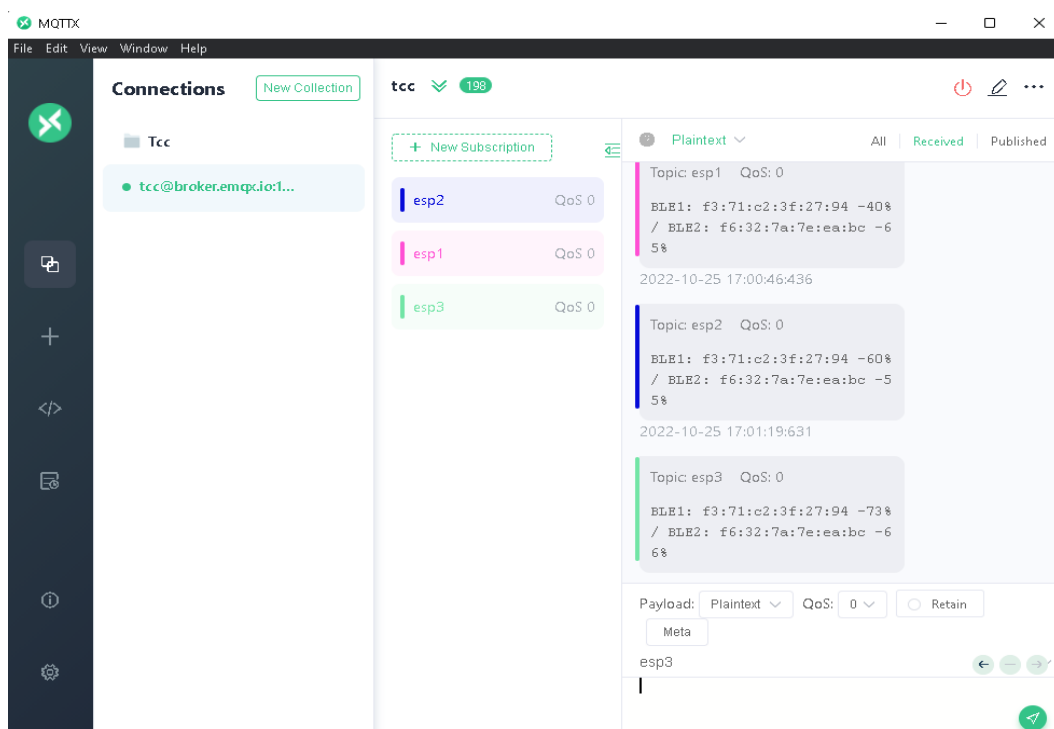 MQTTX
File Edit View Window Help
Connections
New Collection
Tcc
tcc@broker.emqx.io:1...
tcc 198
+ New Subscription
esp2 QoS 0
esp1 QoS 0
esp3 QoS 0
Plaintext All Received Published
Topic: esp1 QoS: 0
BLE1: f3:71:c2:3f:27:94 -40%
/ BLE2: f6:32:7a:7e:ea:bc -6
5%
2022-10-25 17:00:46:436
Topic: esp2 QoS: 0
BLE1: f3:71:c2:3f:27:94 -60%
/ BLE2: f6:32:7a:7e:ea:bc -5
5%
2022-10-25 17:01:19:631
Topic: esp3 QoS: 0
BLE1: f3:71:c2:3f:27:94 -73%
/ BLE2: f6:32:7a:7e:ea:bc -6
6%
Payload: Plaintext QoS: 0 Retain
Meta
esp3